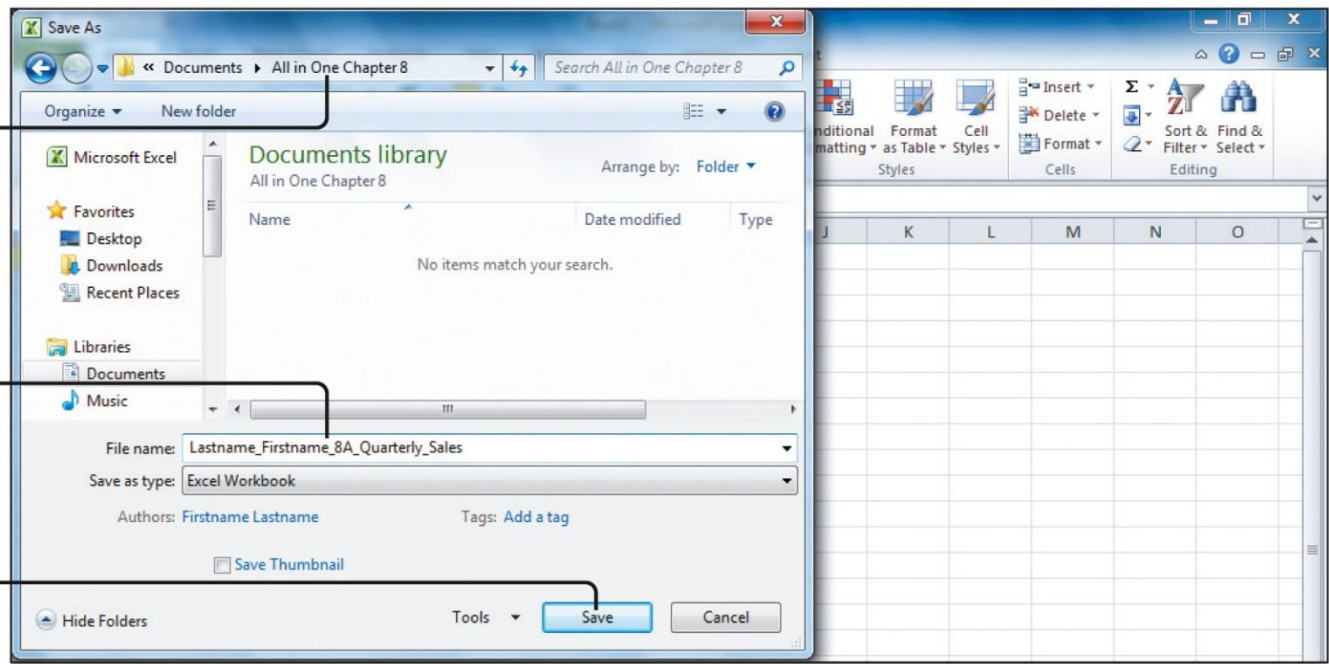 Save As
« Documents ▸ All in One Chapter 8
Search All in One Chapter 8
Organize
New folder
Microsoft Excel
Favorites
Desktop
Downloads
Recent Places
Libraries
Documents
Music
Documents library
All in One Chapter 8
Arrange by: Folder
Name
Date modified
Type
No items match your search.
File name: Lastname_Firstname_8A_Quarterly_Sales
Save as type: Excel Workbook
Authors: Firstname Lastname
Tags: Add a tag
Save Thumbnail
Hide Folders
Tools
Save
Cancel
t
nditional
matting
Format
as Table
Cell
Styles
Styles
Insert
Delete
Format
Cells
Σ
Sort &
Filter
Find &
Select
Editing
J K L M N O